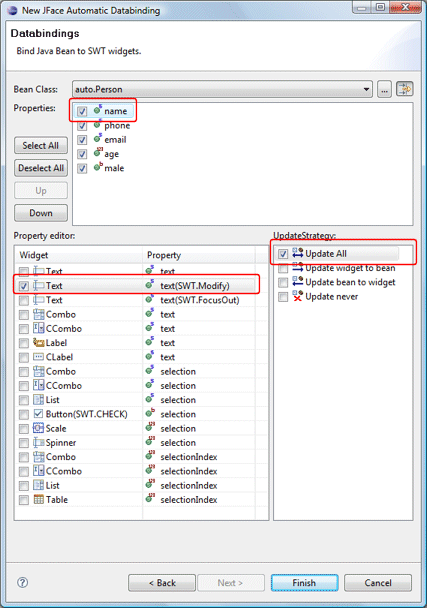 New JFace Automatic Databinding
Databindings
Bind Java Bean to SWT widgets.
Bean Class: auto.Person ...
Properties:
name
phone
email
age
male
Select All
Deselect All
Up
Down
Property editor:
Widget Property
Text text
Text text(SWT.Modify)
Text text(SWT.FocusOut)
Combo text
CCombo text
Label text
CLabel text
Combo selection
CCombo selection
List selection
Button(SWT.CHECK) selection
Scale selection
Spinner selection
Combo selectionIndex
CCombo selectionIndex
List selectionIndex
Table selectionIndex
UpdateStrategy:
Update All
Update widget to bean
Update bean to widget
Update never
?
< Back
Next >
Finish
Cancel